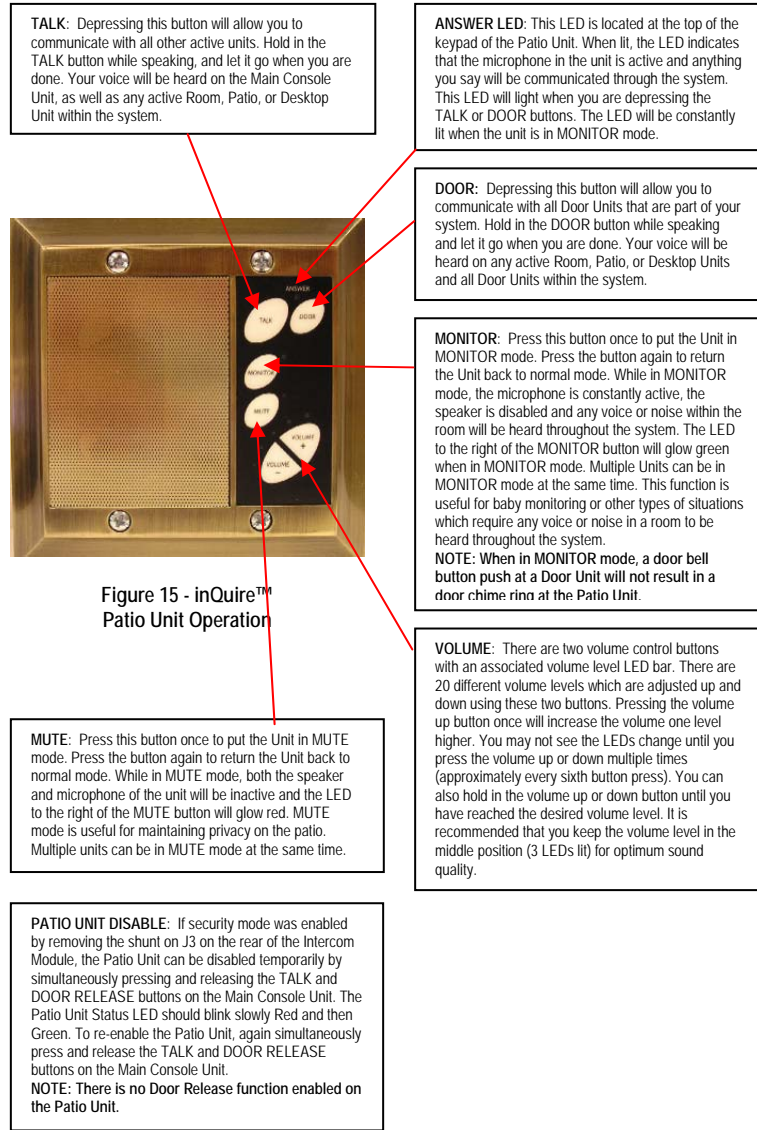 TALK: Depressing this button will allow you to
communicate with all other active units. Hold in the
TALK button while speaking, and let it go when you are
done. Your voice will be heard on the Main Console
Unit, as well as any active Room, Patio, or Desktop
Unit within the system.
ANSWER LED: This LED is located at the top of the
keypad of the Patio Unit. When lit, the LED indicates
that the microphone in the unit is active and anything
you say will be communicated through the system.
This LED will light when you are depressing the
TALK or DOOR buttons. The LED will be constantly
lit when the unit is in MONITOR mode.
DOOR: Depressing this button will allow you to
communicate with all Door Units that are part of your
system. Hold in the DOOR button while speaking
and let it go when you are done. Your voice will be
heard on any active Room, Patio, or Desktop Units
and all Door Units within the system.
ANSWER
TALK
DOOR
MONITOR
MUTE
VOLUME
+
VOLUME
–
Figure 15 - inQuire™
Patio Unit Operation
MONITOR: Press this button once to put the Unit in
MONITOR mode. Press the button again to return
the Unit back to normal mode. While in MONITOR
mode, the microphone is constantly active, the
speaker is disabled and any voice or noise within the
room will be heard throughout the system. The LED
to the right of the MONITOR button will glow green
when in MONITOR mode. Multiple Units can be in
MONITOR mode at the same time. This function is
useful for baby monitoring or other types of situations
which require any voice or noise in a room to be
heard throughout the system.
NOTE: When in MONITOR mode, a door bell
button push at a Door Unit will not result in a
door chime ring at the Patio Unit.
VOLUME: There are two volume control buttons
with an associated volume level LED bar. There are
20 different volume levels which are adjusted up and
down using these two buttons. Pressing the volume
up button once will increase the volume one level
higher. You may not see the LEDs change until you
press the volume up or down multiple times
(approximately every sixth button press). You can
also hold in the volume up or down button until you
have reached the desired volume level. It is
recommended that you keep the volume level in the
middle position (3 LEDs lit) for optimum sound
quality.
MUTE: Press this button once to put the Unit in MUTE
mode. Press the button again to return the Unit back to
normal mode. While in MUTE mode, both the speaker
and microphone of the unit will be inactive and the LED
to the right of the MUTE button will glow red. MUTE
mode is useful for maintaining privacy on the patio.
Multiple units can be in MUTE mode at the same time.
PATIO UNIT DISABLE: If security mode was enabled
by removing the shunt on J3 on the rear of the Intercom
Module, the Patio Unit can be disabled temporarily by
simultaneously pressing and releasing the TALK and
DOOR RELEASE buttons on the Main Console Unit. The
Patio Unit Status LED should blink slowly Red and then
Green. To re-enable the Patio Unit, again simultaneously
press and release the TALK and DOOR RELEASE
buttons on the Main Console Unit.
NOTE: There is no Door Release function enabled on
the Patio Unit.